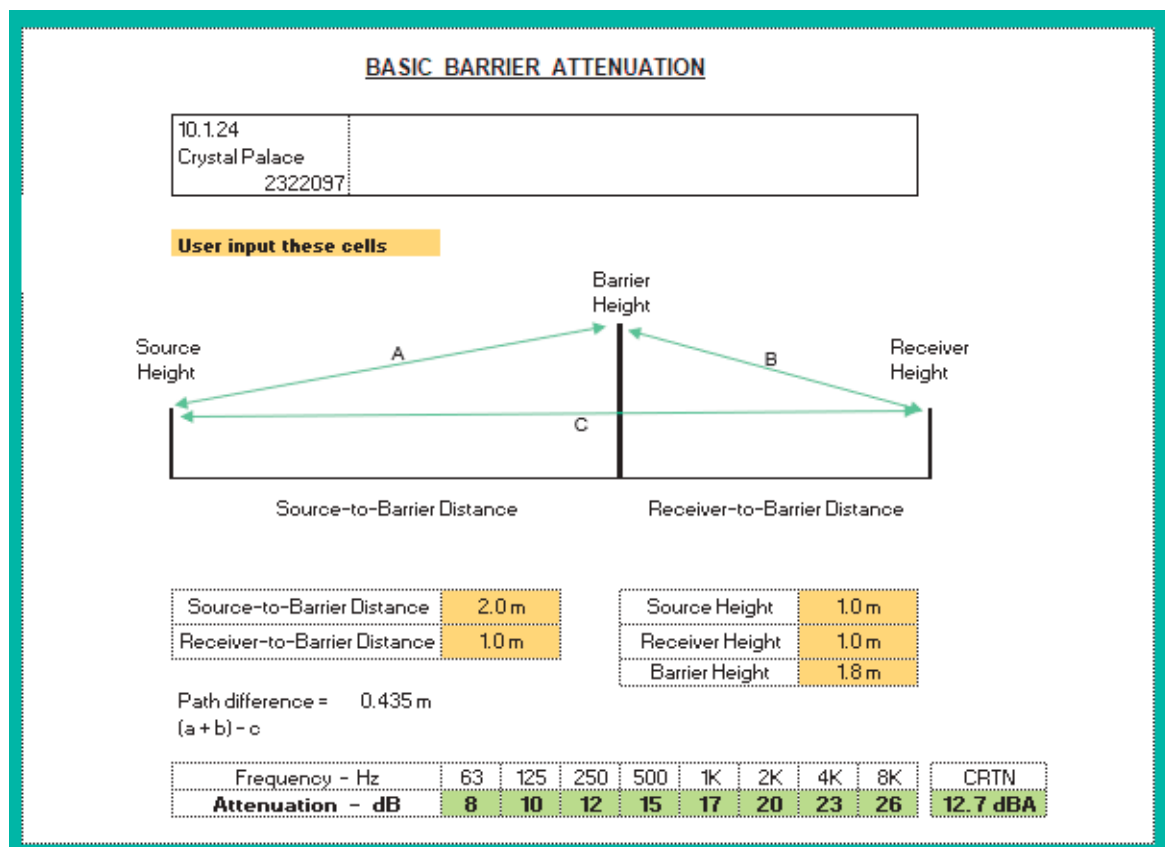 BASIC BARRIER ATTENUATION
10.1.24
Crystal Palace
2322097
User input these cells
Barrier
Height
Source
Height
A
B
Receiver
Height
C
Source-to-Barrier Distance
Receiver-to-Barrier Distance
Source-to-Barrier Distance 2.0 m Source Height 1.0 m
Receiver-to-Barrier Distance 1.0 m Receiver Height 1.0 m
Barrier Height 1.8 m
Path difference = 0.435 m
(a + b) - c
Frequency - Hz 63 125 250 500 1K 2K 4K 8K CRTN
Attenuation - dB 8 10 12 15 17 20 23 26 12.7 dBA